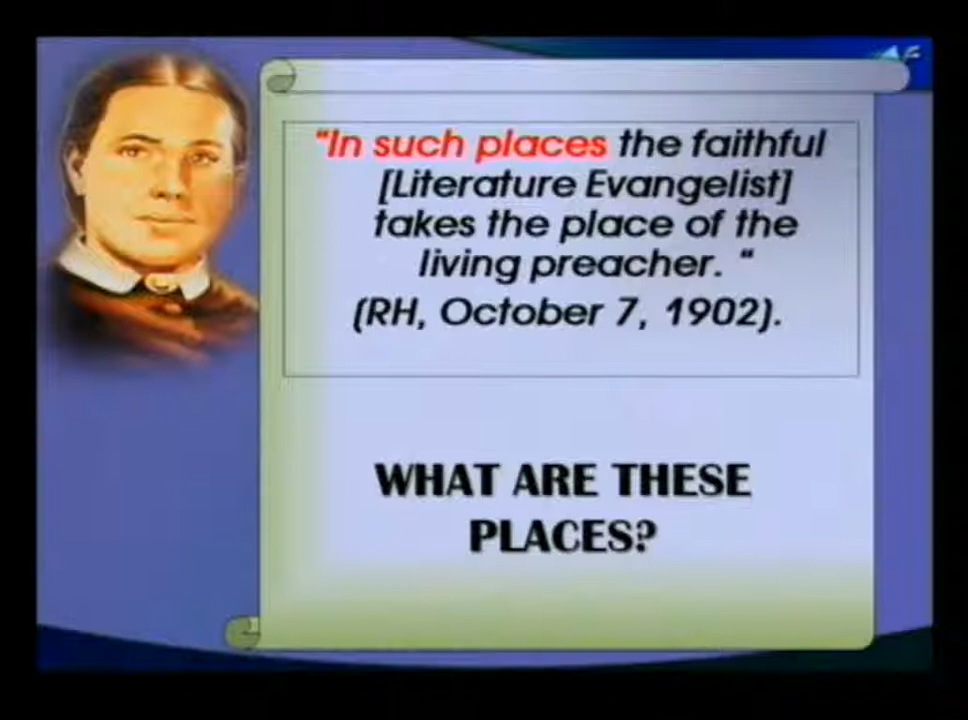 "In such places the faithful
[Literature Evangelist]
takes the place of the
living preacher. "
(RH, October 7, 1902).
WHAT ARE THESE
PLACES?